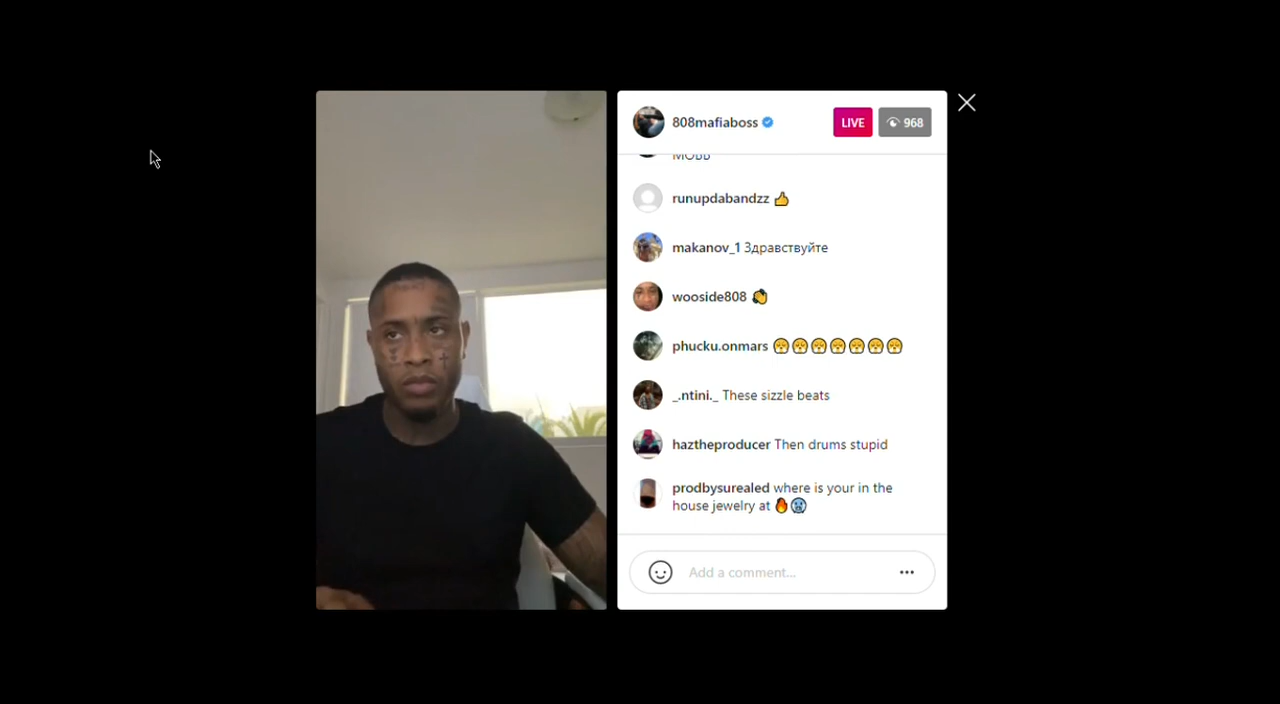 808mafiaboss
LIVE
968
MOBB
runupdabandzz 👍
makanov_1 Здравствуйте
wooside808 👏
phucku.onmars 😤😤😤😤😤😤😤
_.ntini._ These sizzle beats
haztheproducer Then drums stupid
prodbysurealed where is your in the
house jewelry at 🔥🥶
Add a comment...